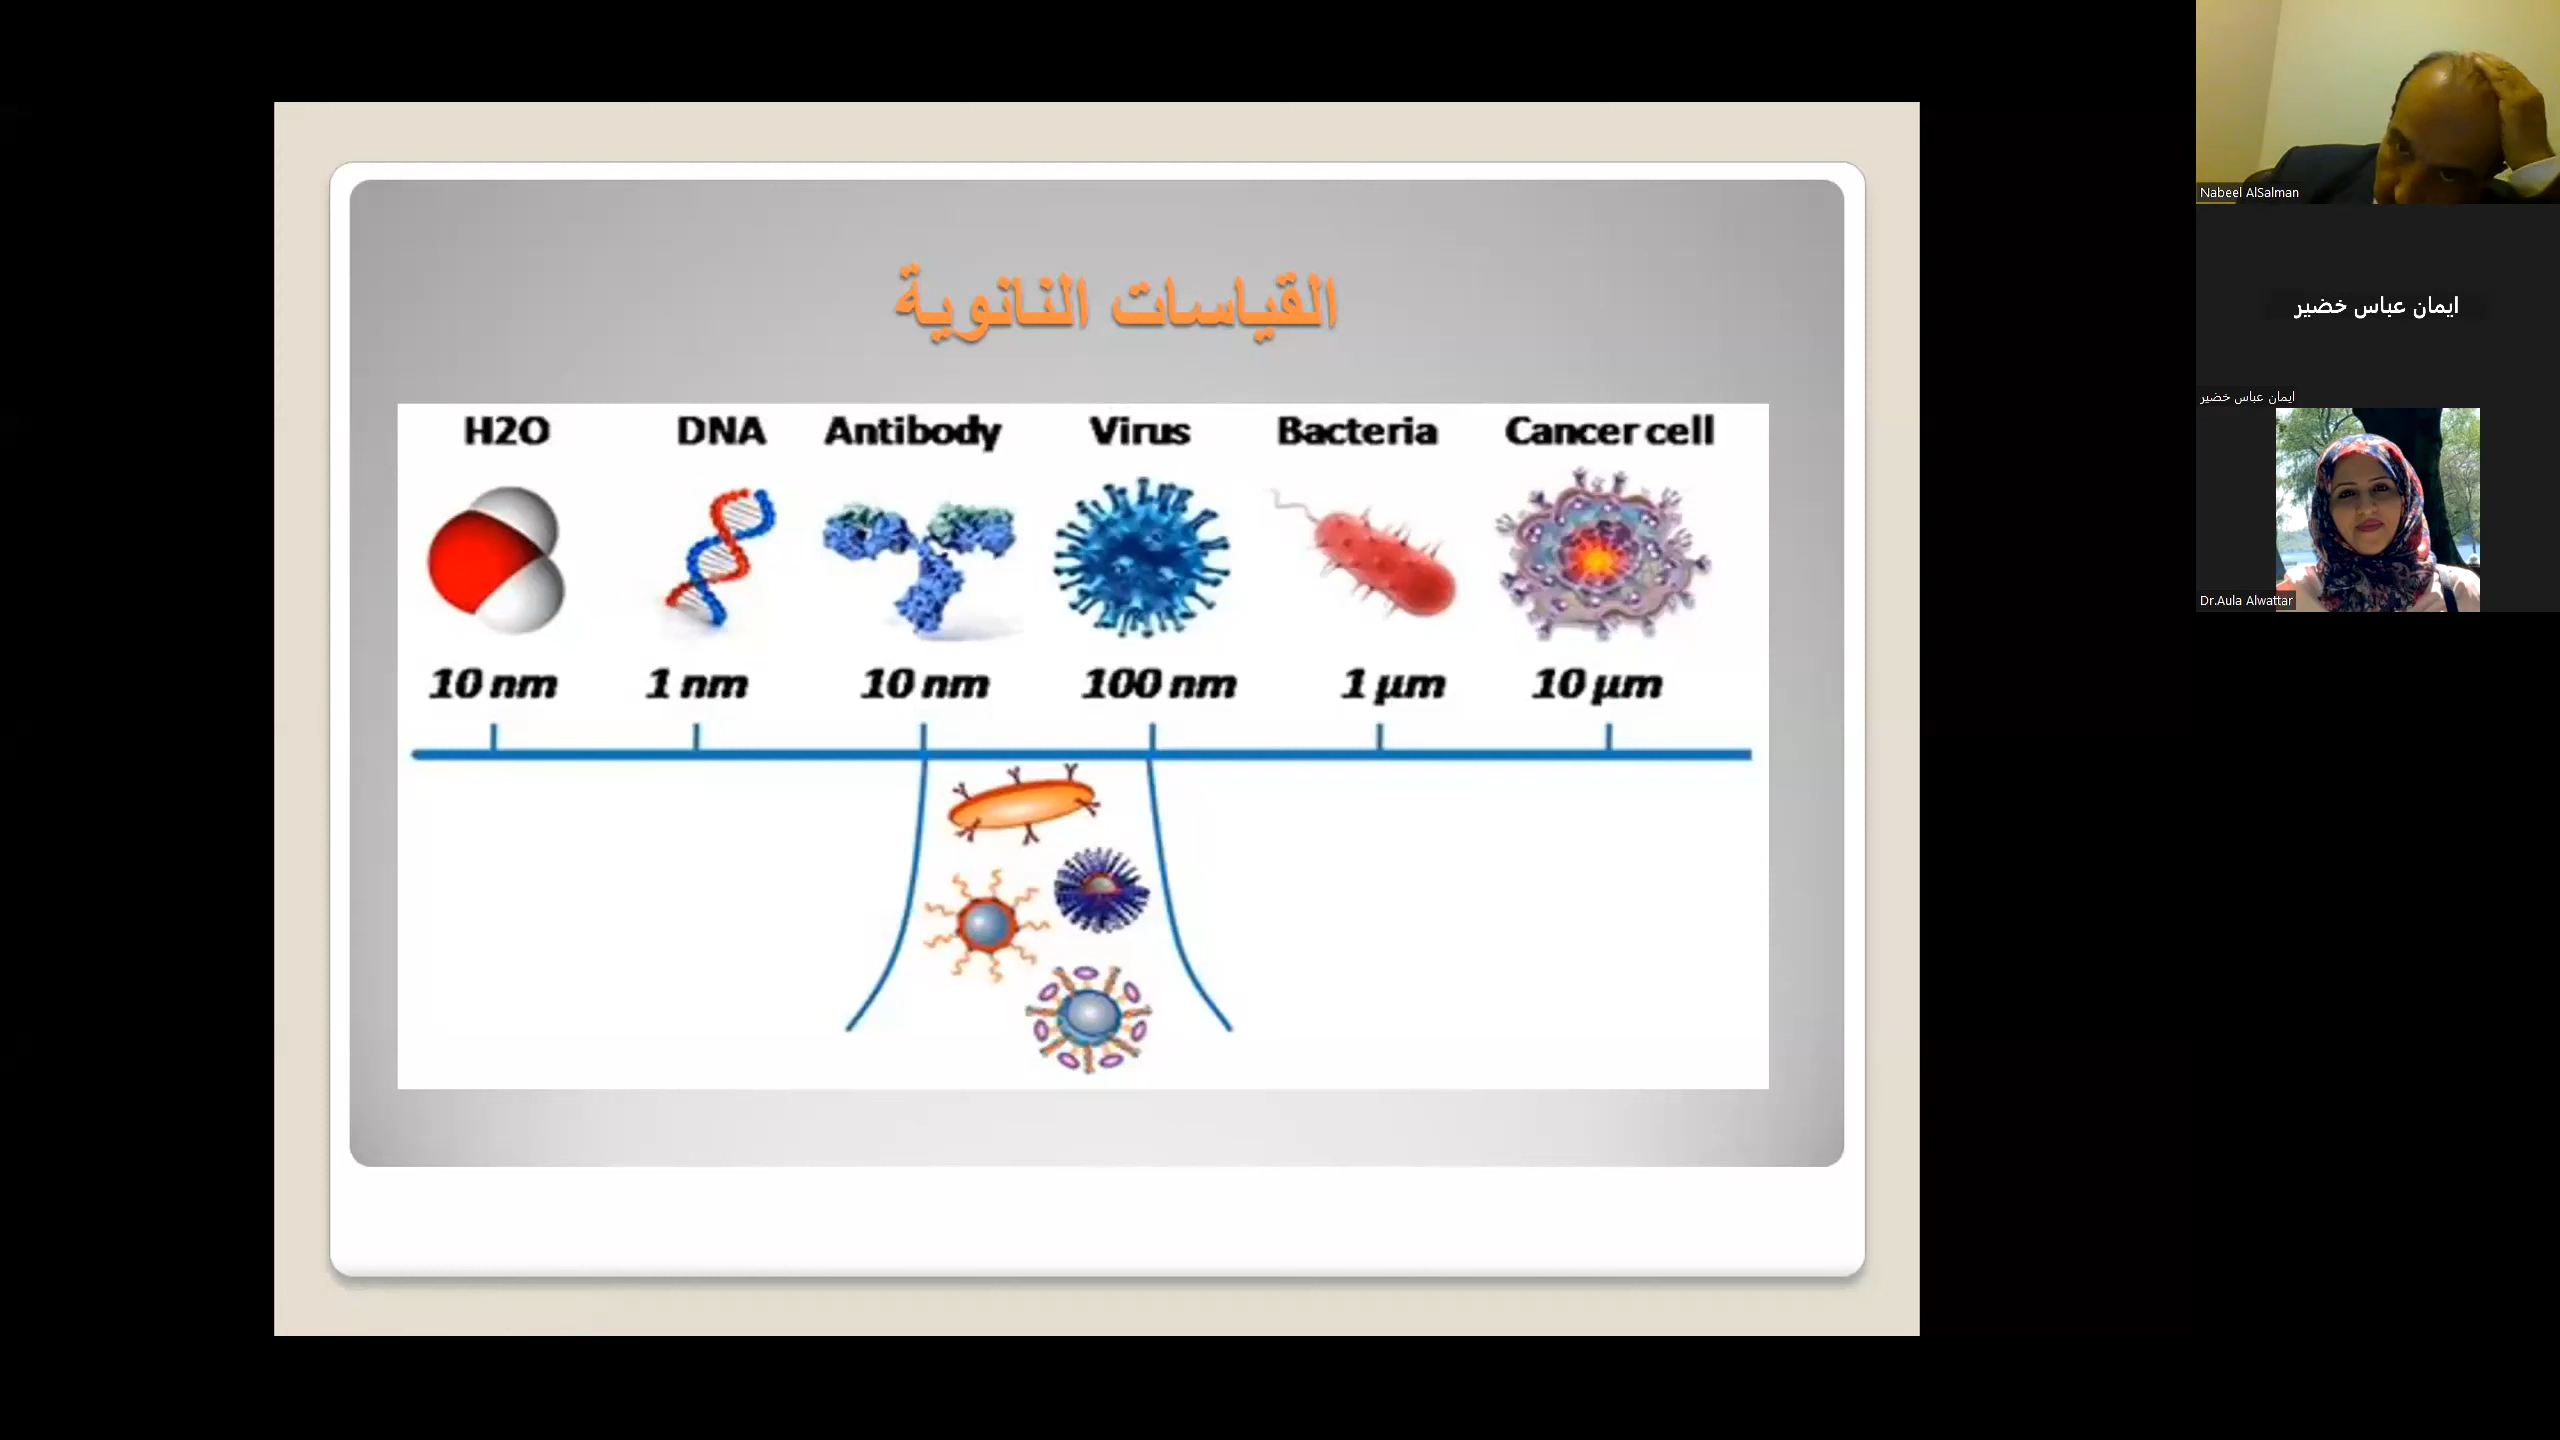 القياسات النانوية
H2O DNA Antibody Virus Bacteria Cancer cell
10 nm 1 nm 10 nm 100 nm 1 µm 10 µm
Nabeel AlSalman
ايمان عباس خضير
ايمان عباس خضير
Dr.Aula Alwattar